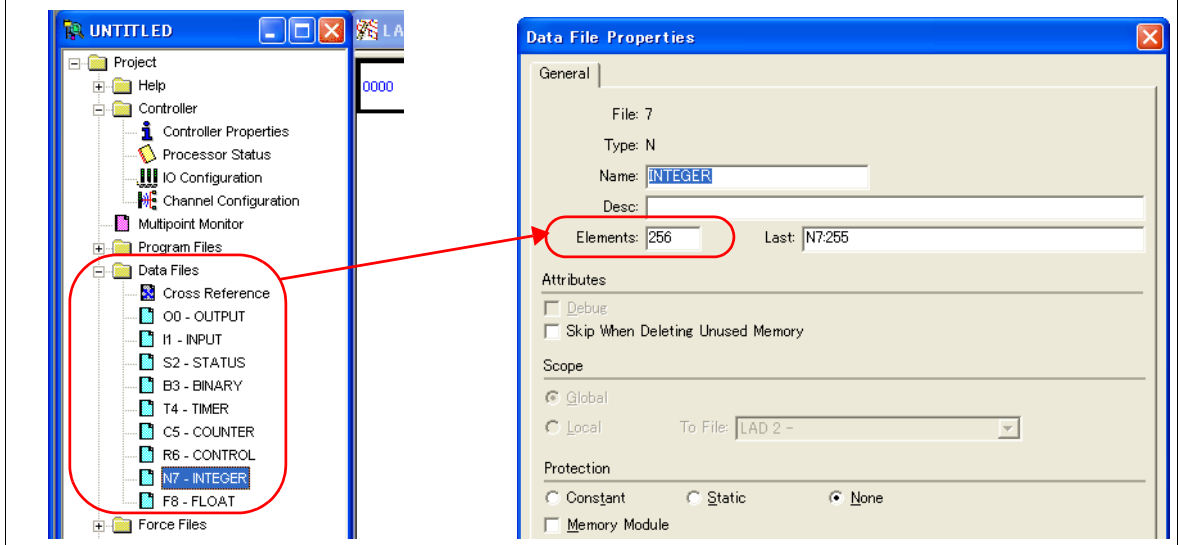 UNTITLED
Project
Help
Controller
Controller Properties
Processor Status
IO Configuration
Channel Configuration
Multipoint Monitor
Program Files
Data Files
Cross Reference
O0 - OUTPUT
I1 - INPUT
S2 - STATUS
B3 - BINARY
T4 - TIMER
C5 - COUNTER
R6 - CONTROL
N7 - INTEGER
F8 - FLOAT
Force Files
LA
0000
Data File Properties
General
File: 7
Type: N
Name: INTEGER
Desc:
Elements: 256 Last: N7:255
Attributes
Debug
Skip When Deleting Unused Memory
Scope
Global
Local To File: LAD 2 -
Protection
Constant Static None
Memory Module